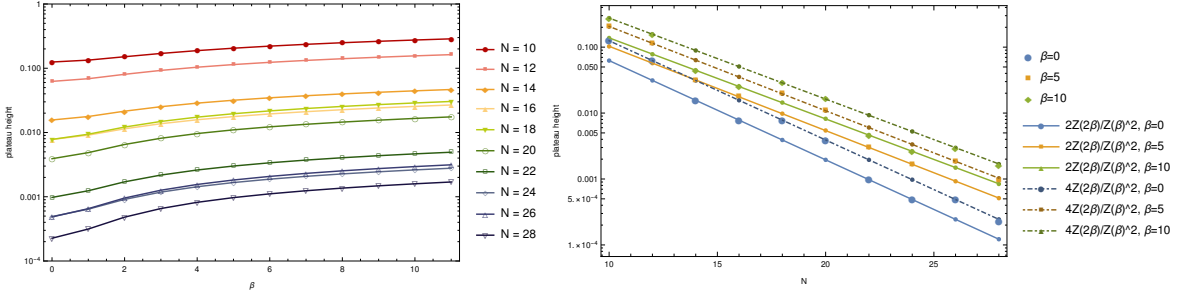 1
0.100
0.010
0.001
10⁻⁴
plateau height
0
2
4
6
8
10
β
N = 10
N = 12
N = 14
N = 16
N = 18
N = 20
N = 22
N = 24
N = 26
N = 28
0.100
0.050
0.010
0.005
0.001
5.×10⁻⁴
1.×10⁻⁴
plateau height
10
15
20
25
N
β=0
β=5
β=10
2Z(2β)/Z(β)^2, β=0
2Z(2β)/Z(β)^2, β=5
2Z(2β)/Z(β)^2, β=10
4Z(2β)/Z(β)^2, β=0
4Z(2β)/Z(β)^2, β=5
4Z(2β)/Z(β)^2, β=10